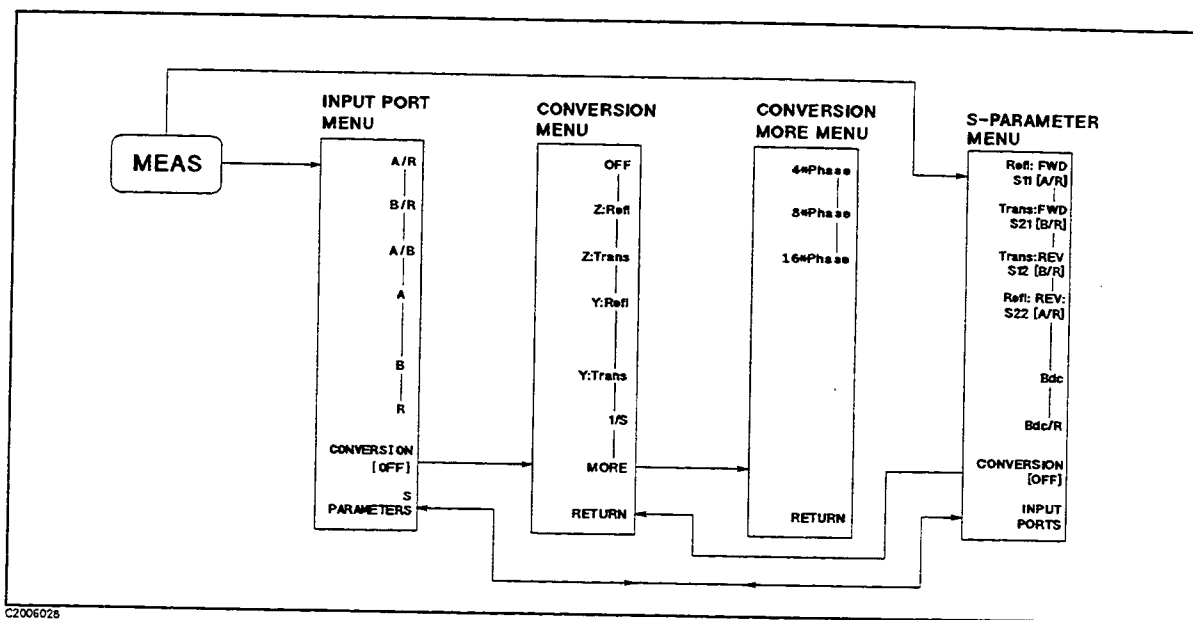 MEAS
INPUT PORT
MENU
A/R
B/R
A/B
A
B
R
CONVERSION
[OFF]
S
PARAMETERS
CONVERSION
MENU
OFF
Z:Refl
Z:Trans
Y:Refl
Y:Trans
1/S
MORE
RETURN
CONVERSION
MORE MENU
4*Phase
8*Phase
16*Phase
RETURN
S-PARAMETER
MENU
Refl: FWD
S11 [A/R]
Trans:FWD
S21 [B/R]
Trans:REV
S12 [B/R]
Refl: REV:
S22 [A/R]
Bdc
Bdc/R
CONVERSION
[OFF]
INPUT
PORTS
C2006028